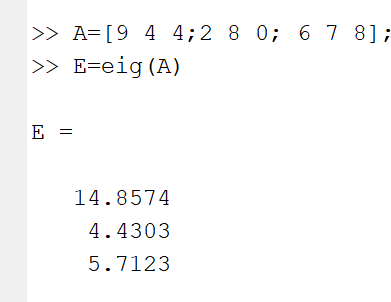 >> A=[9 4 4;2 8 0; 6 7 8];
>> E=eig(A)
E =
14.8574
4.4303
5.7123